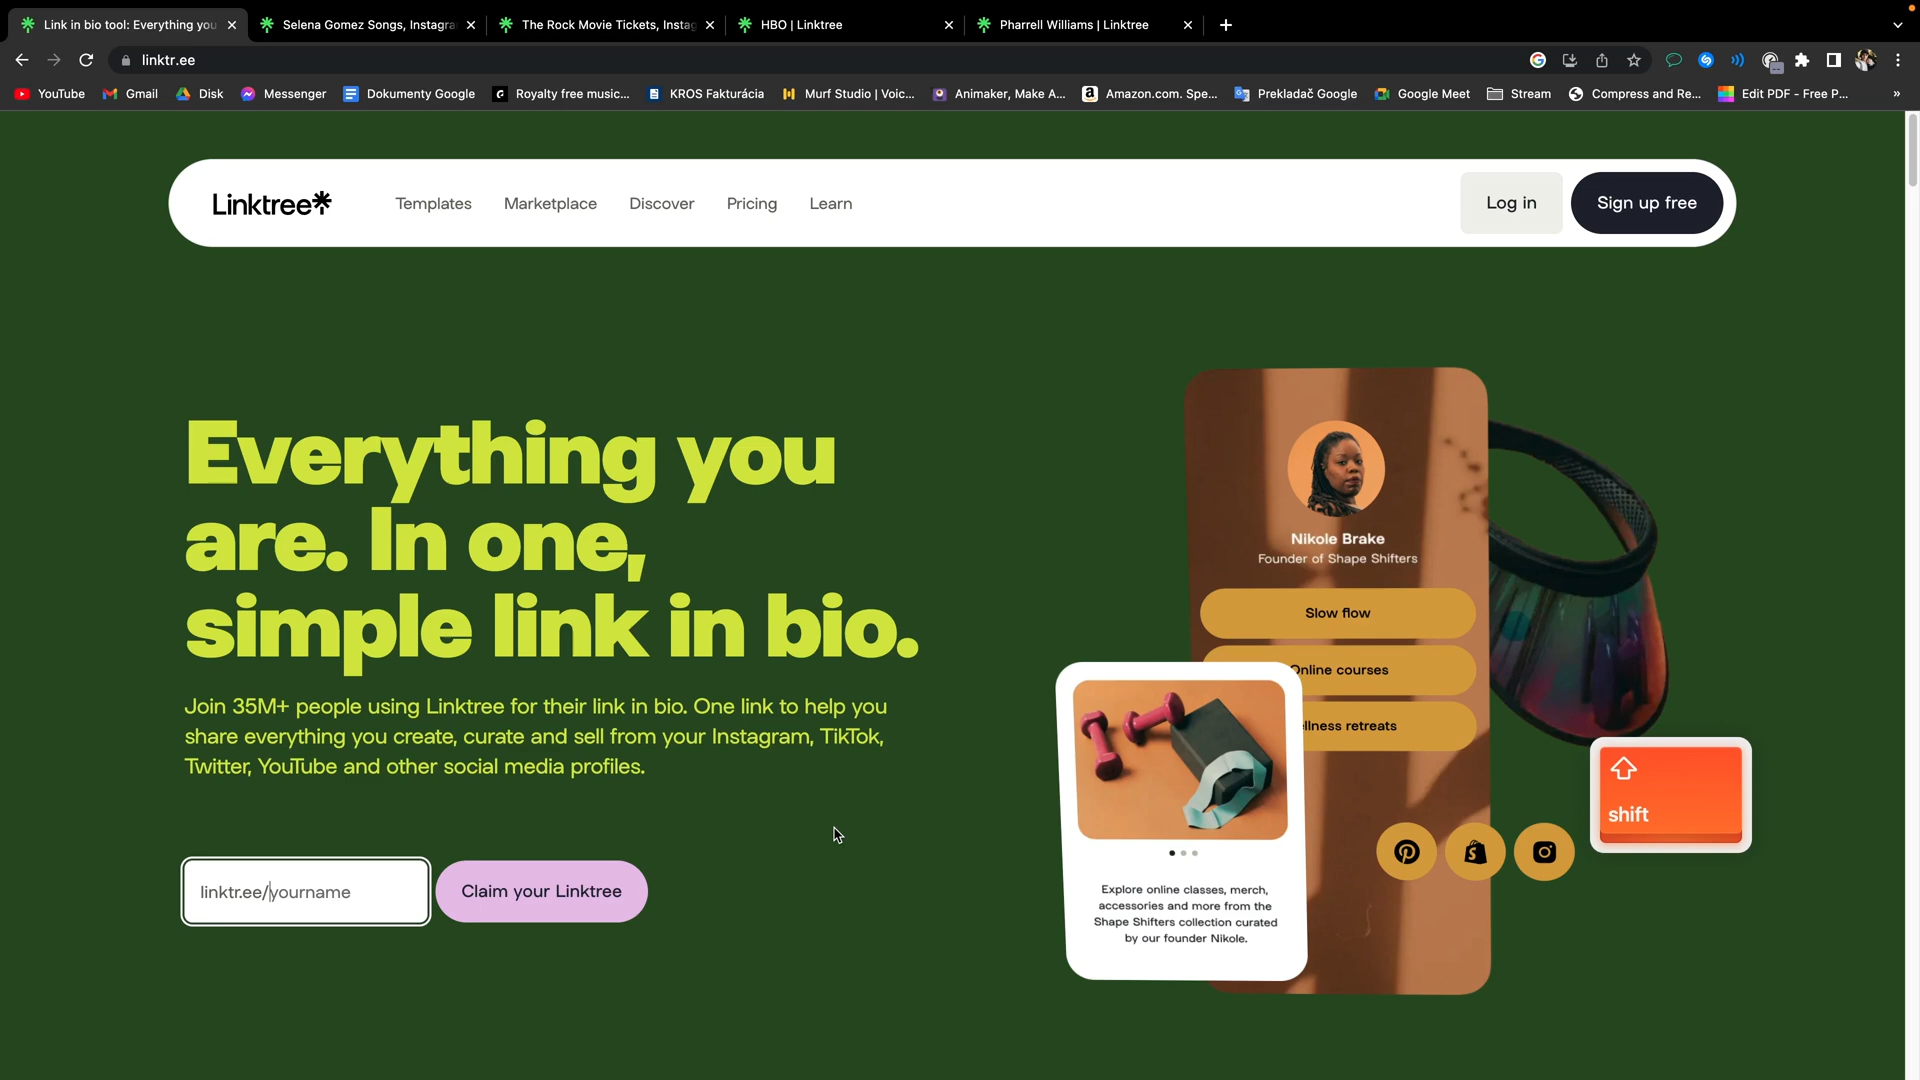 Link in bio tool: Everything you
Selena Gomez Songs, Instagra
The Rock Movie Tickets, Instag
HBO | Linktree
Pharrell Williams | Linktree
linktr.ee
YouTube
Gmail
Disk
Messenger
Dokumenty Google
Royalty free music...
KROS Fakturácia
Murf Studio | Voic...
Animaker, Make A...
Amazon.com. Spe...
Prekladač Google
Google Meet
Stream
Compress and Re...
Edit PDF - Free P...
»
Linktree
Templates
Marketplace
Discover
Pricing
Learn
Log in
Sign up free
Everything you
are. In one,
simple link in bio.
Join 35M+ people using Linktree for their link in bio. One link to help you
share everything you create, curate and sell from your Instagram, TikTok,
Twitter, YouTube and other social media profiles.
linktr.ee/yourname
Claim your Linktree
Nikole Brake
Founder of Shape Shifters
Slow flow
Online courses
ellness retreats
Explore online classes, merch,
accessories and more from the
Shape Shifters collection curated
by our founder Nikole.
shift